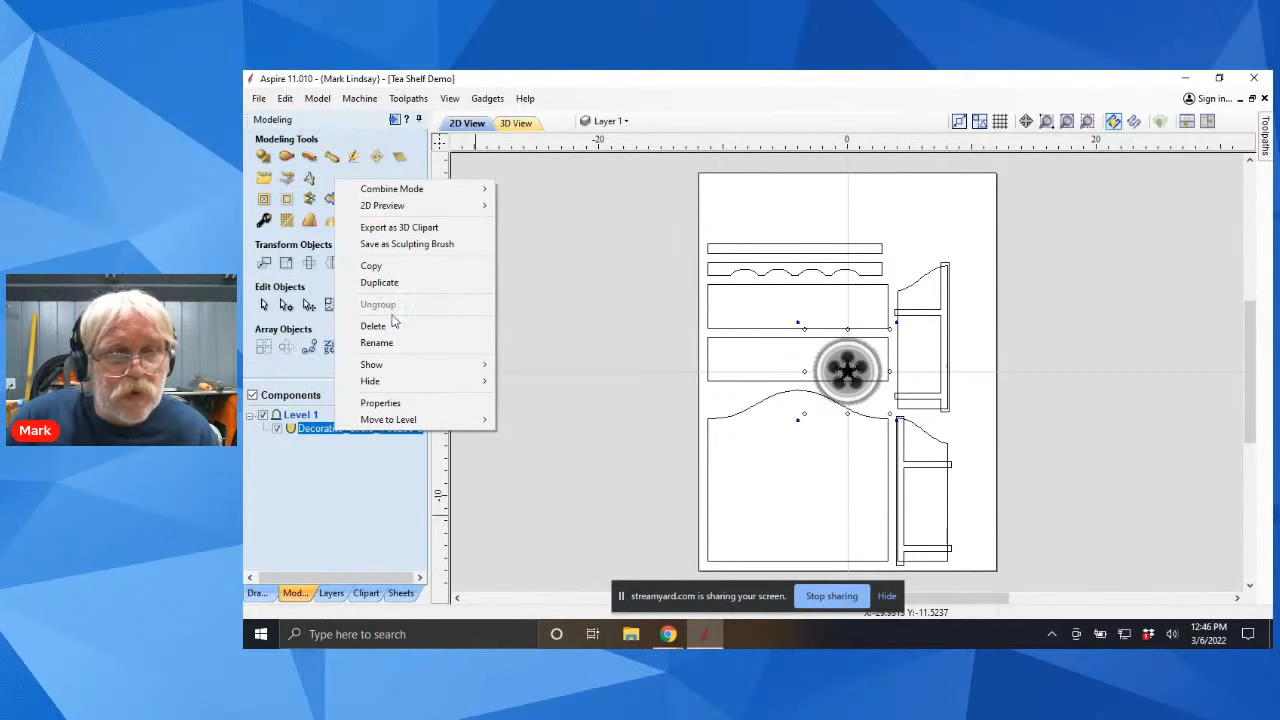 Aspire 11.010 - {Mark Lindsay} - [Tea Shelf Demo]
File Edit Model Machine Toolpaths View Gadgets Help
Sign in...
Modeling
2D View 3D View Layer 1
Toolpaths
Modeling Tools
-20 0 20
Combine Mode
2D Preview
Export as 3D Clipart
Save as Sculpting Brush
Transform Objects
Copy
Duplicate
Edit Objects
Ungroup
Delete
Array Objects
Rename
Show
Hide
Components
Properties
Level 1
Move to Level
-10
Mark
Dra... Mod... Layers Clipart Sheets
streamyard.com is sharing your screen. Stop sharing Hide
Type here to search
12:46 PM
3/6/2022